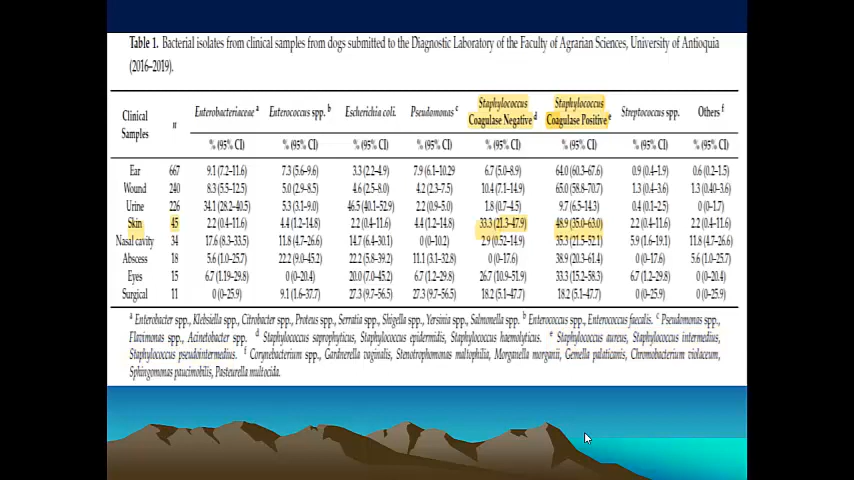 Table 1. Bacterial isolates from clinical samples from dogs submitted to the Diagnostic Laboratory of the Faculty of Agrarian Sciences, University of Antioquia
(2016–2019).
Clinical Samples n Enterobacteriaceae a Enterococcus spp. b Escherichia coli. Pseudomonas c Staphylococcus Coagulase Negative d Staphylococcus Coagulase Positive e Streptococcus spp. Others f
% (95% CI) % (95% CI) % (95% CI) % (95% CI) % (95% CI) % (95% CI) % (95% CI) % (95% CI)
Ear 667 9.1 (7.2–11.6) 7.3 (5.6–9.6) 3.3 (2.2–4.9) 7.9 (6.1–10.29 6.7 (5.0–8.9) 64.0 (60.3–67.6) 0.9 (0.4–1.9) 0.6 (0.2–1.5)
Wound 240 8.3 (5.5–12.5) 5.0 (2.9–8.5) 4.6 (2.5–8.0) 4.2 (2.3–7.5) 10.4 (7.1–14.9) 65.0 (58.8–70.7) 1.3 (0.4–3.6) 1.3 (0.40–3.6)
Urine 226 34.1 (28.2–40.5) 5.3 (3.1–9.0) 46.5 (40.1–52.9) 2.2 (0.9–5.0) 1.8 (0.7–4.5) 9.7 (6.5–14.3) 0.4 (0.1–2.5) 0 (0–1.7)
Skin 45 2.2 (0.4–11.6) 4.4 (1.2–14.8) 2.2 (0.4–11.6) 4.4 (1.2–14.8) 33.3 (21.3–47.9) 48.9 (35.0–63.0) 2.2 (0.4–11.6) 2.2 (0.4–11.6)
Nasal cavity 34 17.6 (8.3–33.5) 11.8 (4.7–26.6) 14.7 (6.4–30.1) 0 (0–10.2) 2.9 (0.52–14.9) 35.3 (21.5–52.1) 5.9 (1.6–19.1) 11.8 (4.7–26.6)
Abscess 18 5.6 (1.0–25.7) 22.2 (9.0–45.2) 22.2 (5.8–39.2) 11.1 (3.1–32.8) 0 (0–17.6) 38.9 (20.3–61.4) 0 (0–17.6) 5.6 (1.0–25.7)
Eyes 15 6.7 (1.19–29.8) 0 (0–20.4) 20.0 (7.0–45.2) 6.7 (1.2–29.8) 26.7 (10.9–51.9) 33.3 (15.2–58.3) 6.7 (1.2–29.8) 0 (0–20.4)
Surgical 11 0 (0–25.9) 9.1 (1.6–37.7) 27.3 (9.7–56.5) 27.3 (9.7–56.5) 18.2 (5.1–47.7) 18.2 (5.1–47.7) 0 (0–25.9) 0 (0–25.9)
a Enterobacter spp., Klebsiella spp., Citrobacter spp., Proteus spp., Serratia spp., Shigella spp., Yersinia spp., Salmonella spp. b Enterococcus spp., Enterococcus faecalis. c Pseudomonas spp.,
Flavimonas spp., Acinetobacter spp. d Staphylococcus saprophyticus, Staphylococcus epidermidis, Staphylococcus haemolyticus. e Staphylococcus aureus, Staphylococcus intermedius,
Staphylococcus pseudointermedius. f Corynebacterium spp., Gardnerella vaginalis, Stenotrophomonas maltophilia, Morganella morganii, Gemella palaticanis, Chromobacterium violaceum,
Sphingomonas paucimobilis, Pasteurella multocida.